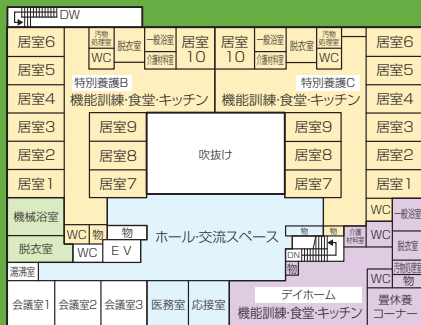 DW
居室6
汚物処理室
脱衣室
一般浴室
居室10
居室10
一般浴室
脱衣室
汚物処理室
居室6
WC
介護材料室
介護材料室
WC
居室5
特別養護B
機能訓練･食堂･キッチン
特別養護C
機能訓練･食堂･キッチン
居室5
居室4
居室4
居室3
居室9
吹抜け
居室9
居室3
居室2
居室8
居室8
居室2
居室1
居室7
居室7
居室1
機械浴室
WC
物
物
ホール･交流スペース
物
物
介護材料室
WC
一般浴室
脱衣室
WC
EV
DN
WC
脱衣室
湯沸室
物
汚物処理室
WC
物
会議室1
会議室2
会議室3
医務室
応接室
デイホーム
機能訓練･食堂･キッチン
畳休養コーナー